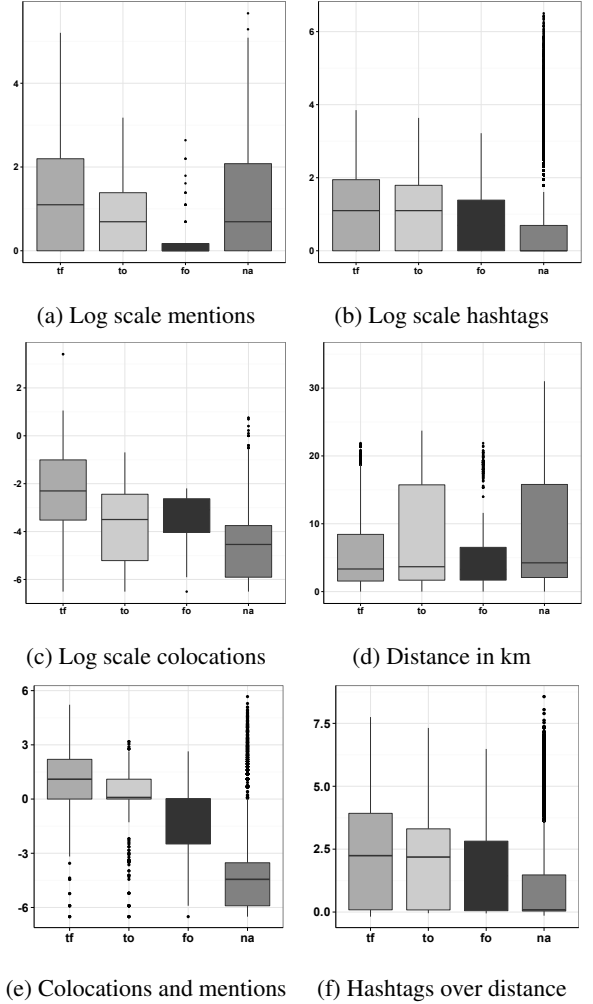 4
2
0
tf to fo na
(a) Log scale mentions
6
4
2
0
tf to fo na
(b) Log scale hashtags
2
0
-2
-4
-6
tf to fo na
(c) Log scale colocations
30
20
10
0
tf to fo na
(d) Distance in km
6
3
0
-3
-6
tf to fo na
(e) Colocations and mentions
7.5
5.0
2.5
0.0
tf to fo na
(f) Hashtags over distance